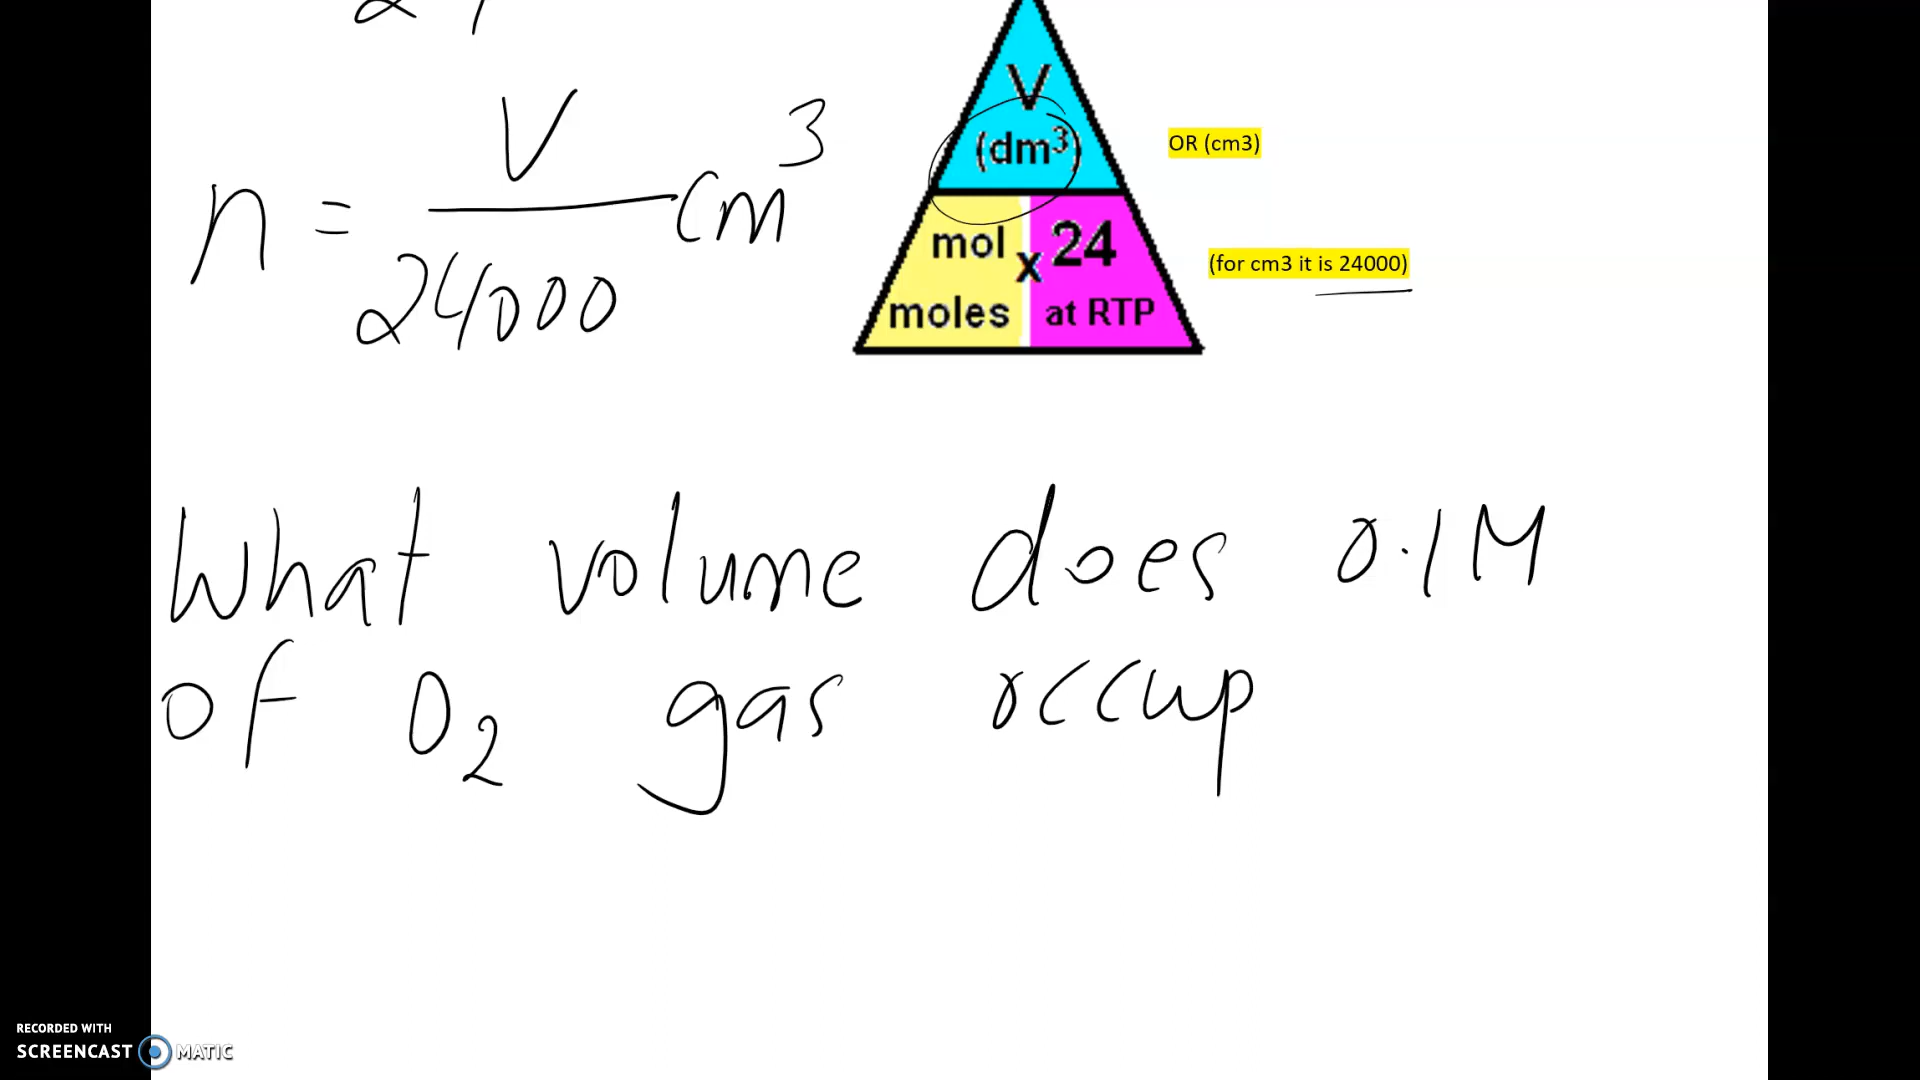 V
n = V/24000 cm³
V
(dm³)
OR (cm3)
mol x 24
(for cm3 it is 24000)
moles at RTP
What volume does 0.1M
of O₂ gas occup
RECORDED WITH
SCREENCAST MATIC